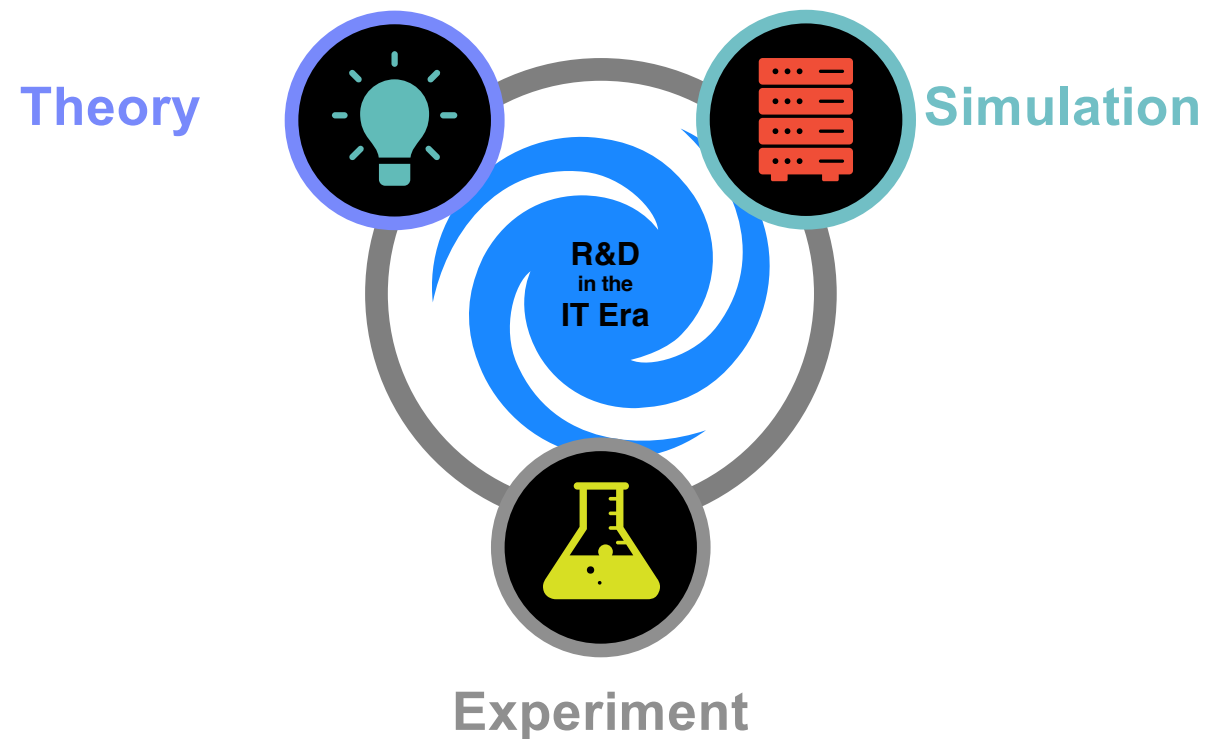 Theory
Simulation
R&D
in the
IT Era
Experiment